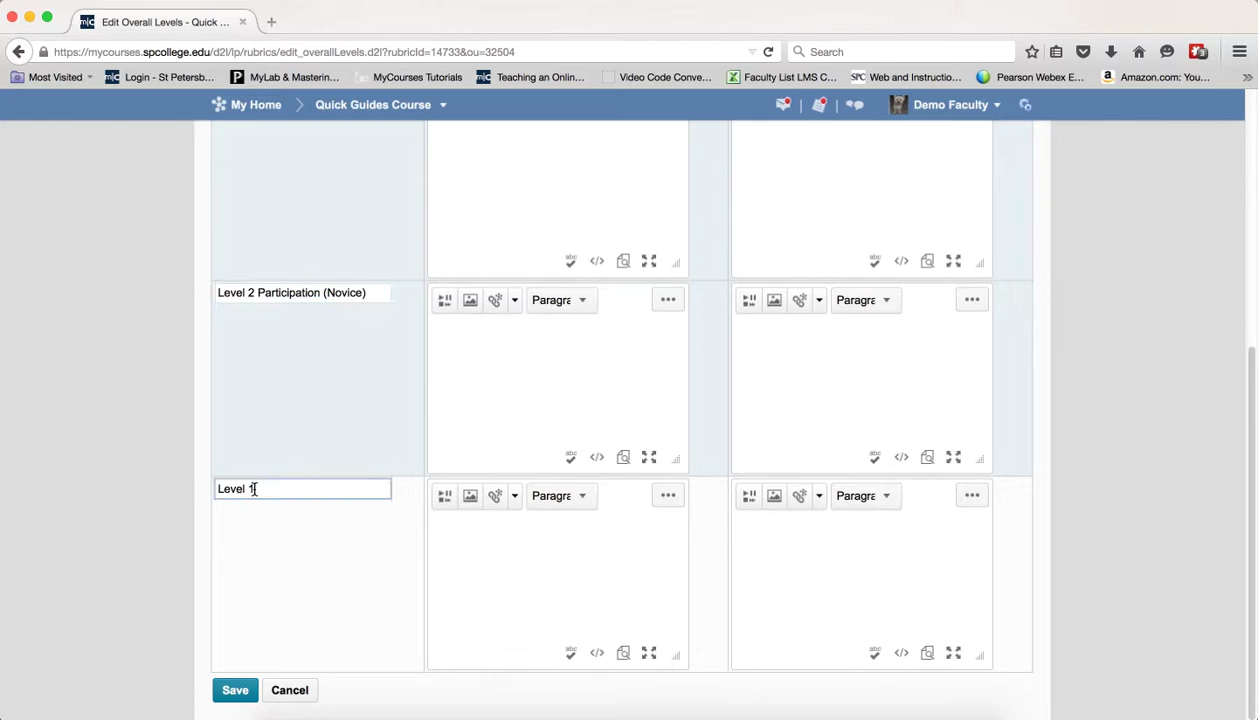 Edit Overall Levels - Quick ...
https://mycourses.spcollege.edu/d2l/lp/rubrics/edit_overallLevels.d2l?rubricId=14733&ou=32504
Search
3
Most Visited
Login - St Petersb...
MyLab & Mastering...
MyCourses Tutorials
Teaching an Onlin...
Video Code Conve...
Faculty List LMS C...
Web and Instructio...
Pearson Webex E...
Amazon.com: You...
My Home
Quick Guides Course
Demo Faculty
Level 2 Participation (Novice)
Paragra
Paragra
Level 1
Paragra
Paragra
Save
Cancel